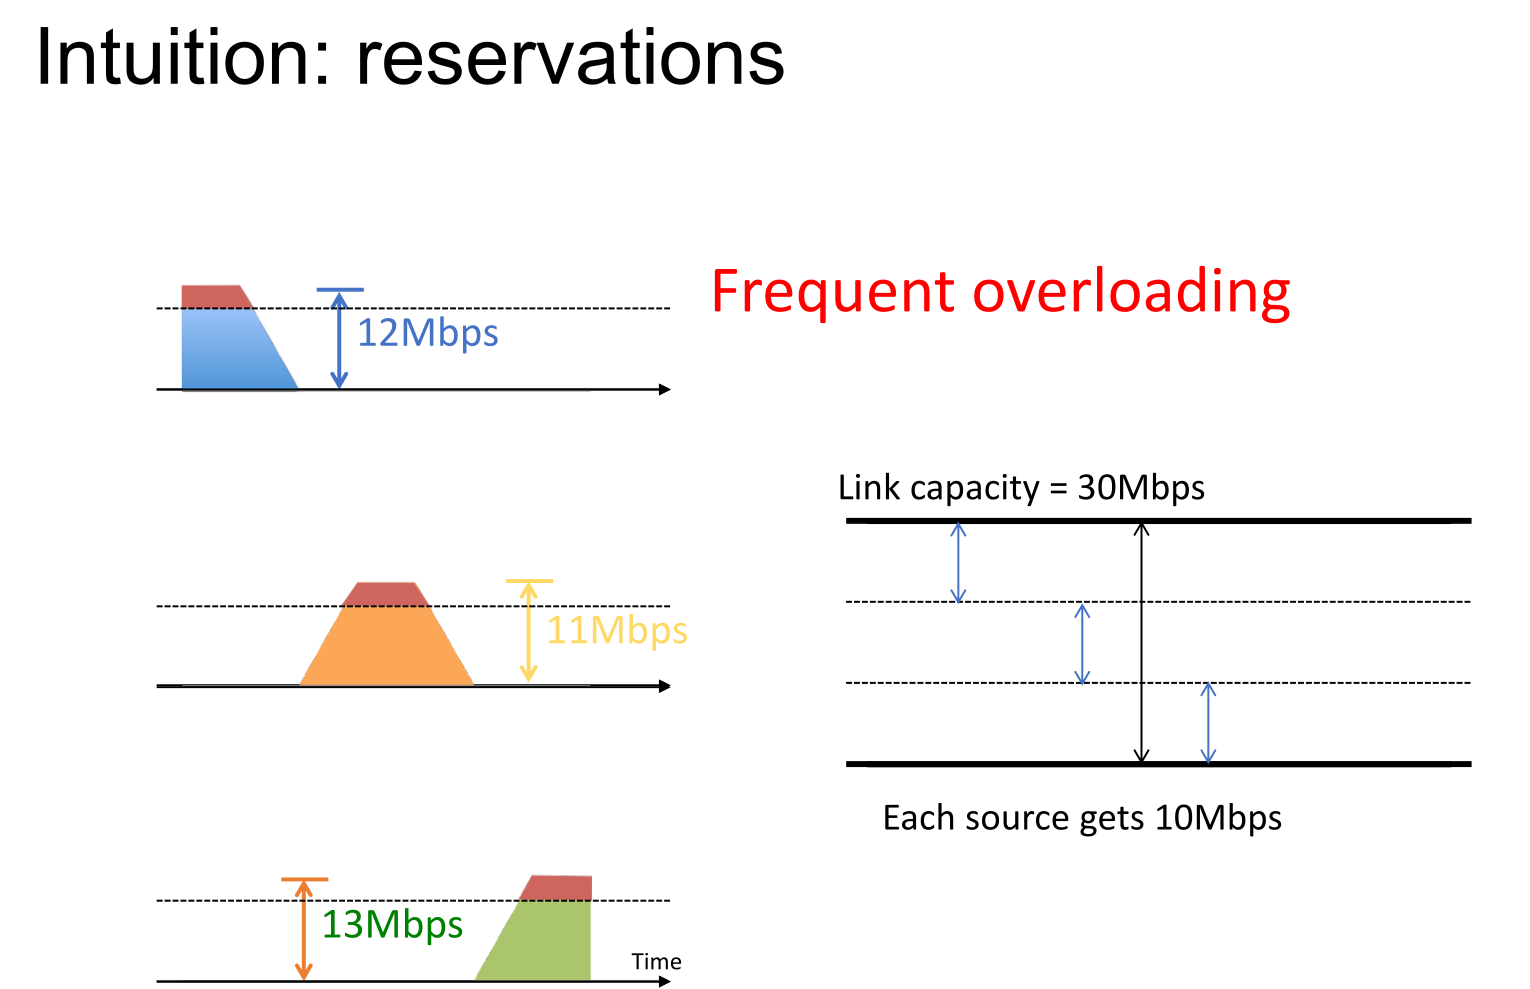 Intuition: reservations
Frequent overloading
12Mbps
Link capacity = 30Mbps
11Mbps
Each source gets 10Mbps
13Mbps
Time